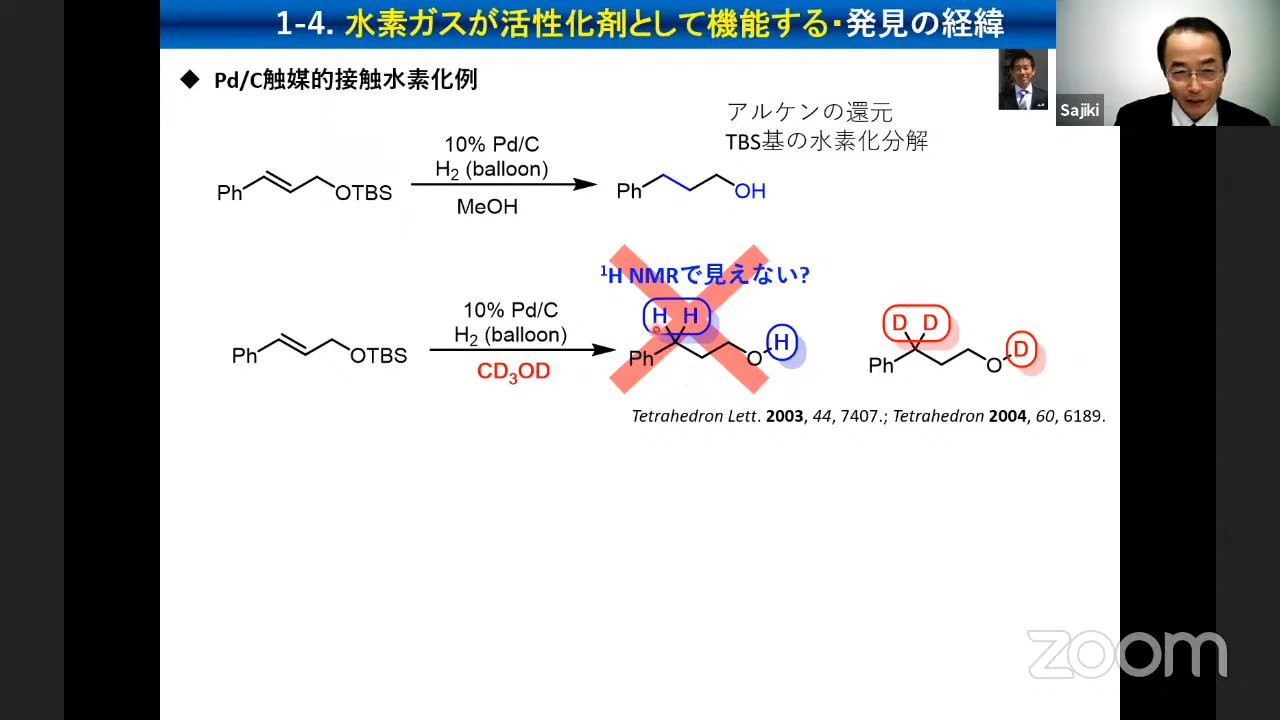 1-4. 水素ガスが活性化剤として機能する・発見の経緯
◆ Pd/C触媒的接触水素化例
Sajiki
アルケンの還元
TBS基の水素化分解
10% Pd/C
H2 (balloon)
MeOH
Ph
OTBS
Ph
OH
1H NMRで見えない?
10% Pd/C
H2 (balloon)
CD3OD
Ph
OTBS
H H
H
Ph
O
D D
D
Ph
O
Tetrahedron Lett. 2003, 44, 7407.; Tetrahedron 2004, 60, 6189.
zoom